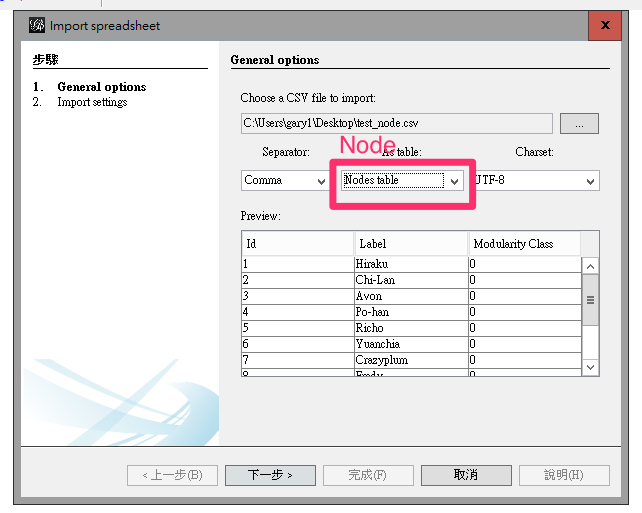 Import spreadsheet
x
步驟
1. General options
2. Import settings
General options
Choose a CSV file to import:
C:\Users\gary1\Desktop\test_node.csv
...
Node
Separator: As table: Charset:
Comma Nodes table UTF-8
Preview:
Id Label Modularity Class
1 Hiraku 0
2 Chi-Lan 0
3 Avon 0
4 Po-han 0
5 Richo 0
6 Yuanchia 0
7 Crazyplum 0
8 0
< 上一步(B) 下一步 > 完成(F) 取消 說明(H)